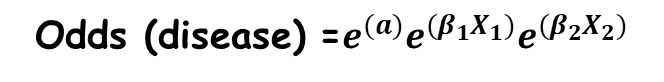 Odds (disease) =e^(a) e^(β₁X₁) e^(β₂X₂)